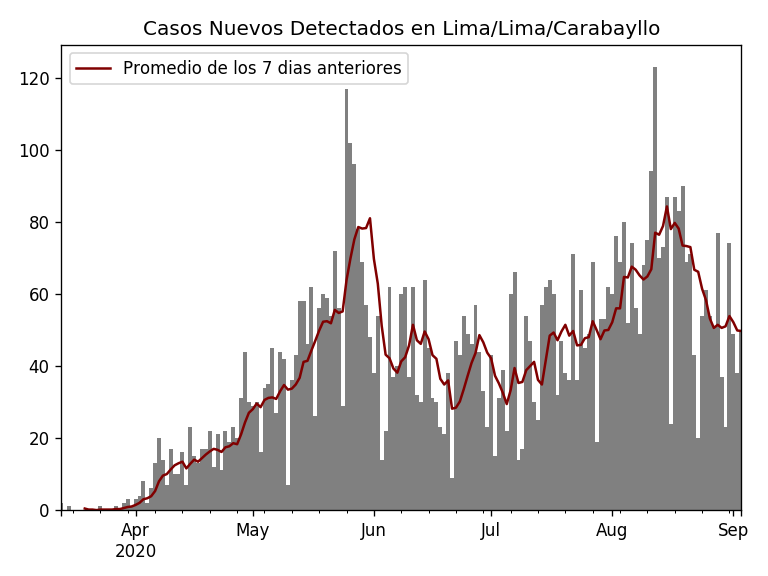 Casos Nuevos Detectados en Lima/Lima/Carabayllo
Promedio de los 7 dias anteriores
120
100
80
60
40
20
0
Apr May Jun Jul Aug Sep
2020